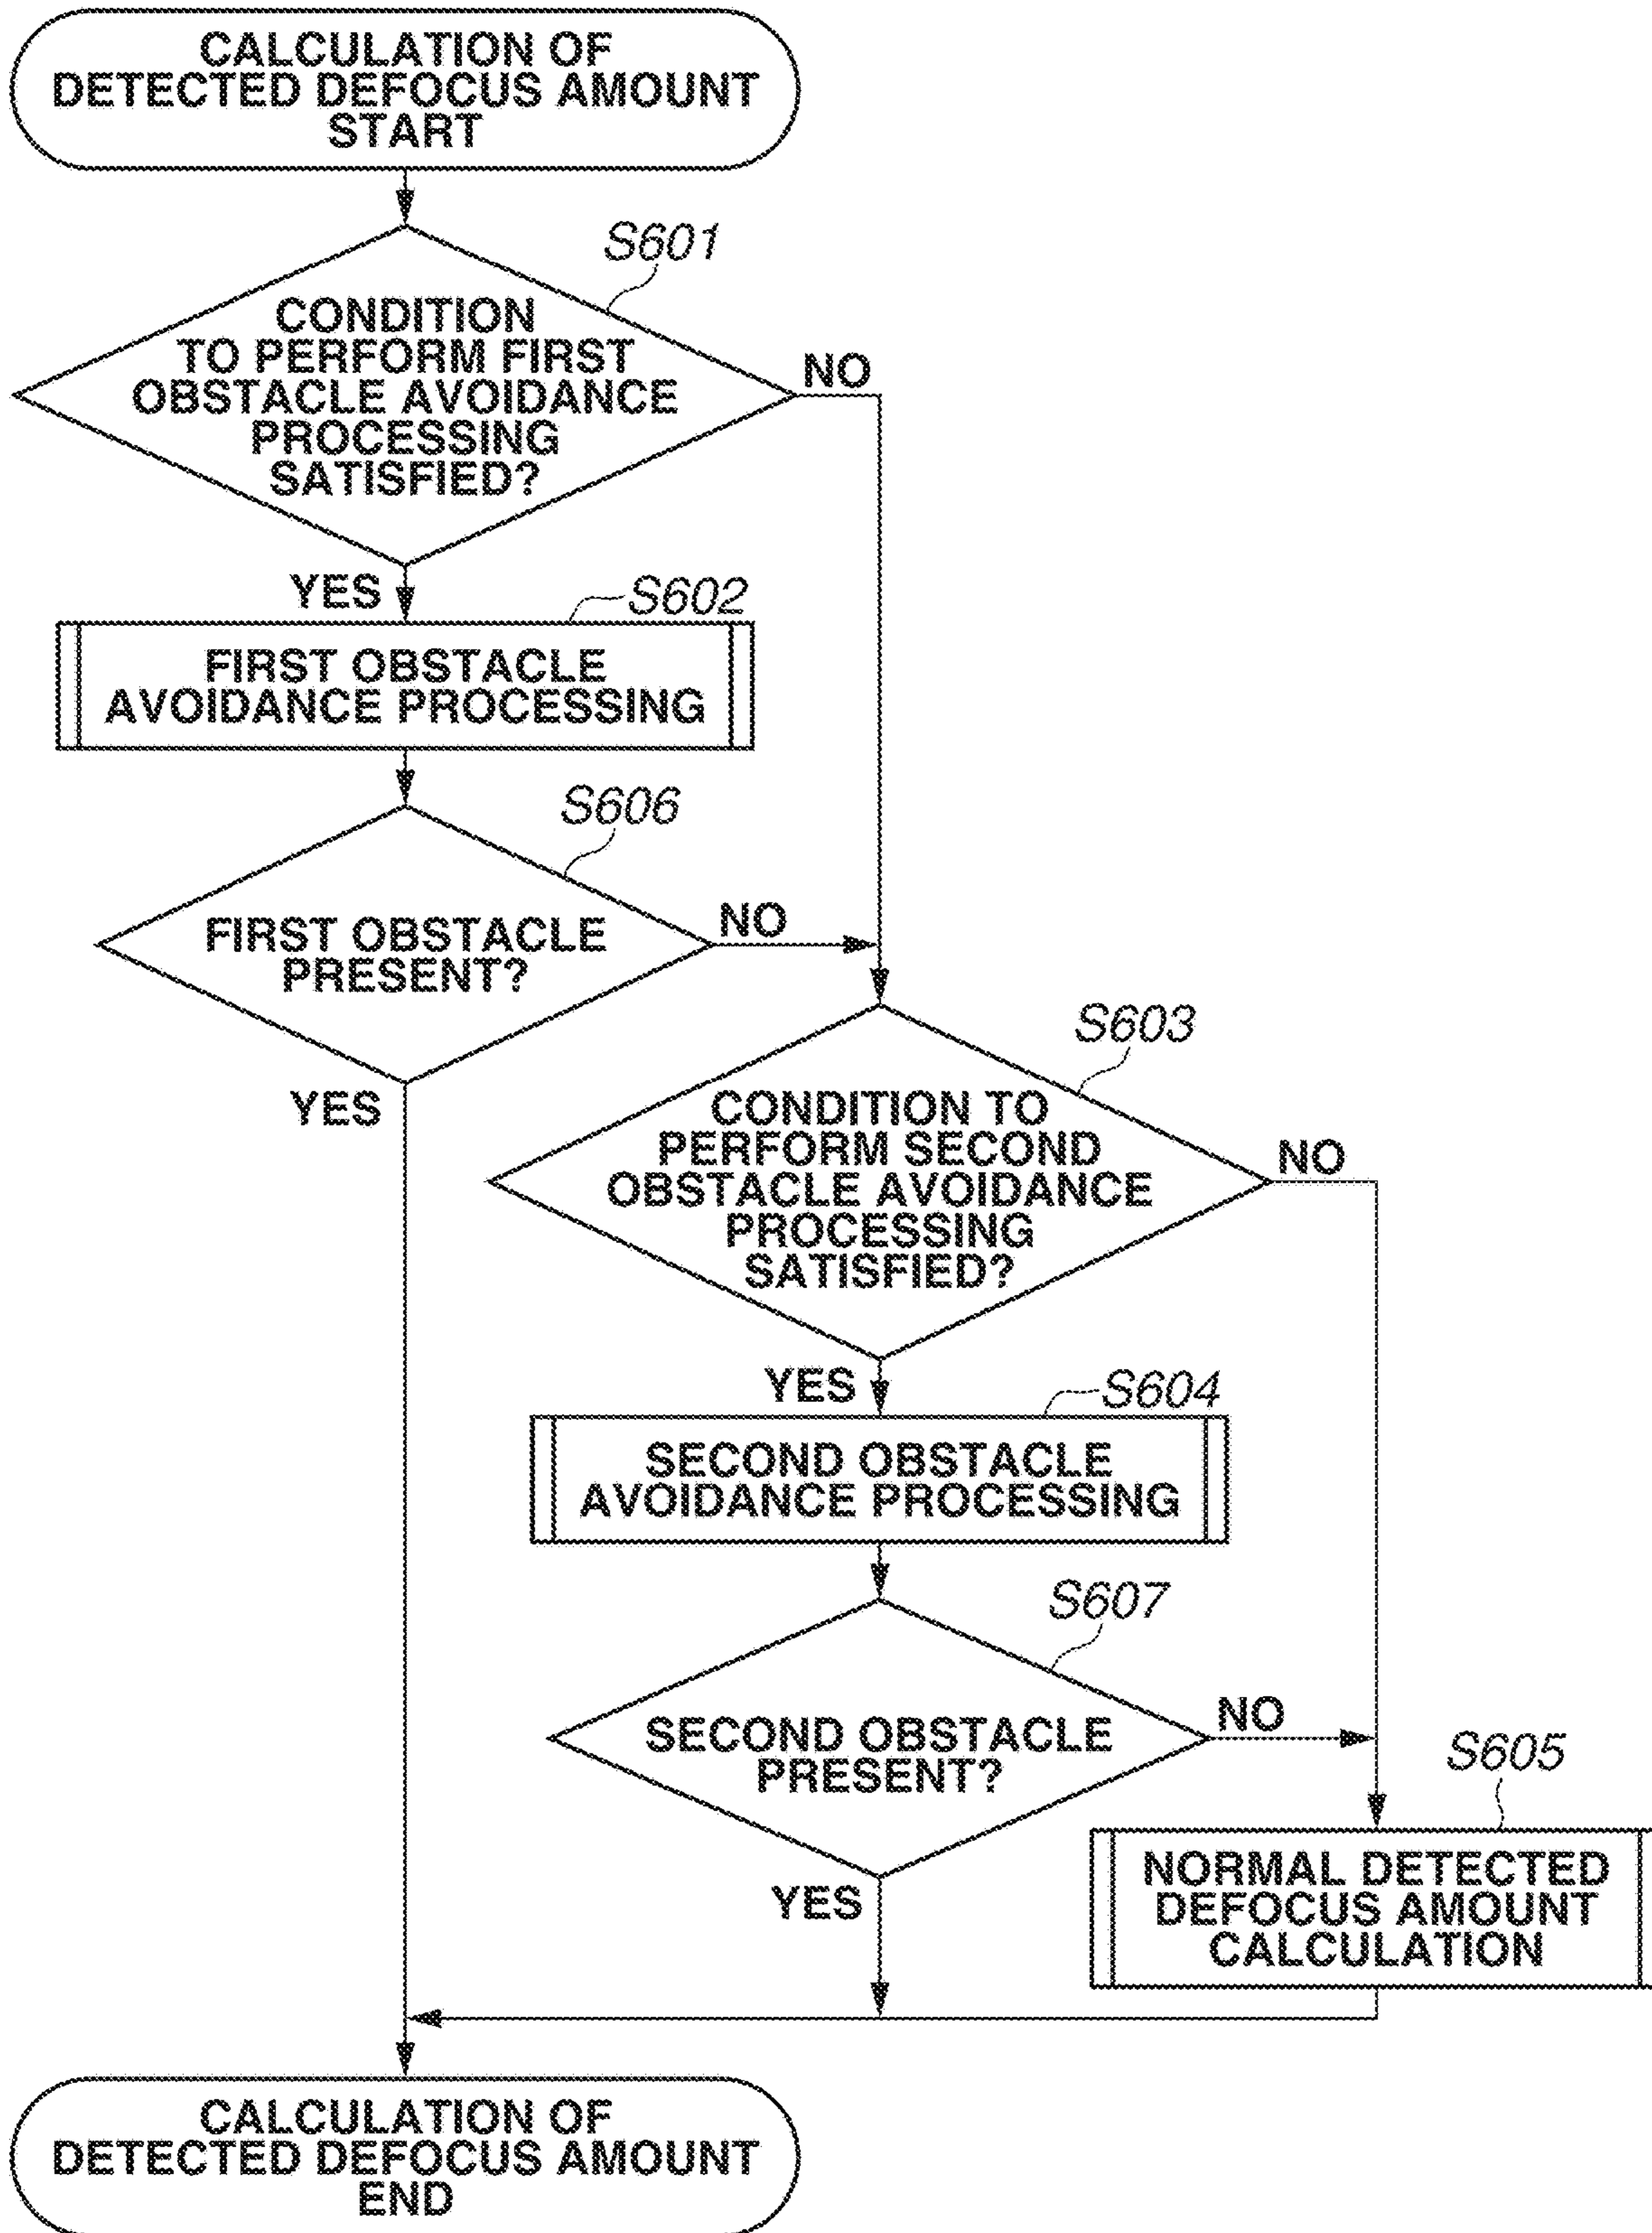 CALCULATION OF
DETECTED DEFOCUS AMOUNT
START
S601
CONDITION
TO PERFORM FIRST
OBSTACLE AVOIDANCE
PROCESSING
SATISFIED?
NO
YES
S602
FIRST OBSTACLE
AVOIDANCE PROCESSING
S606
FIRST OBSTACLE
PRESENT?
NO
YES
S603
CONDITION TO
PERFORM SECOND
OBSTACLE AVOIDANCE
PROCESSING
SATISFIED?
NO
YES
S604
SECOND OBSTACLE
AVOIDANCE PROCESSING
S607
SECOND OBSTACLE
PRESENT?
NO
YES
S605
NORMAL DETECTED
DEFOCUS AMOUNT
CALCULATION
CALCULATION OF
DETECTED DEFOCUS AMOUNT
END